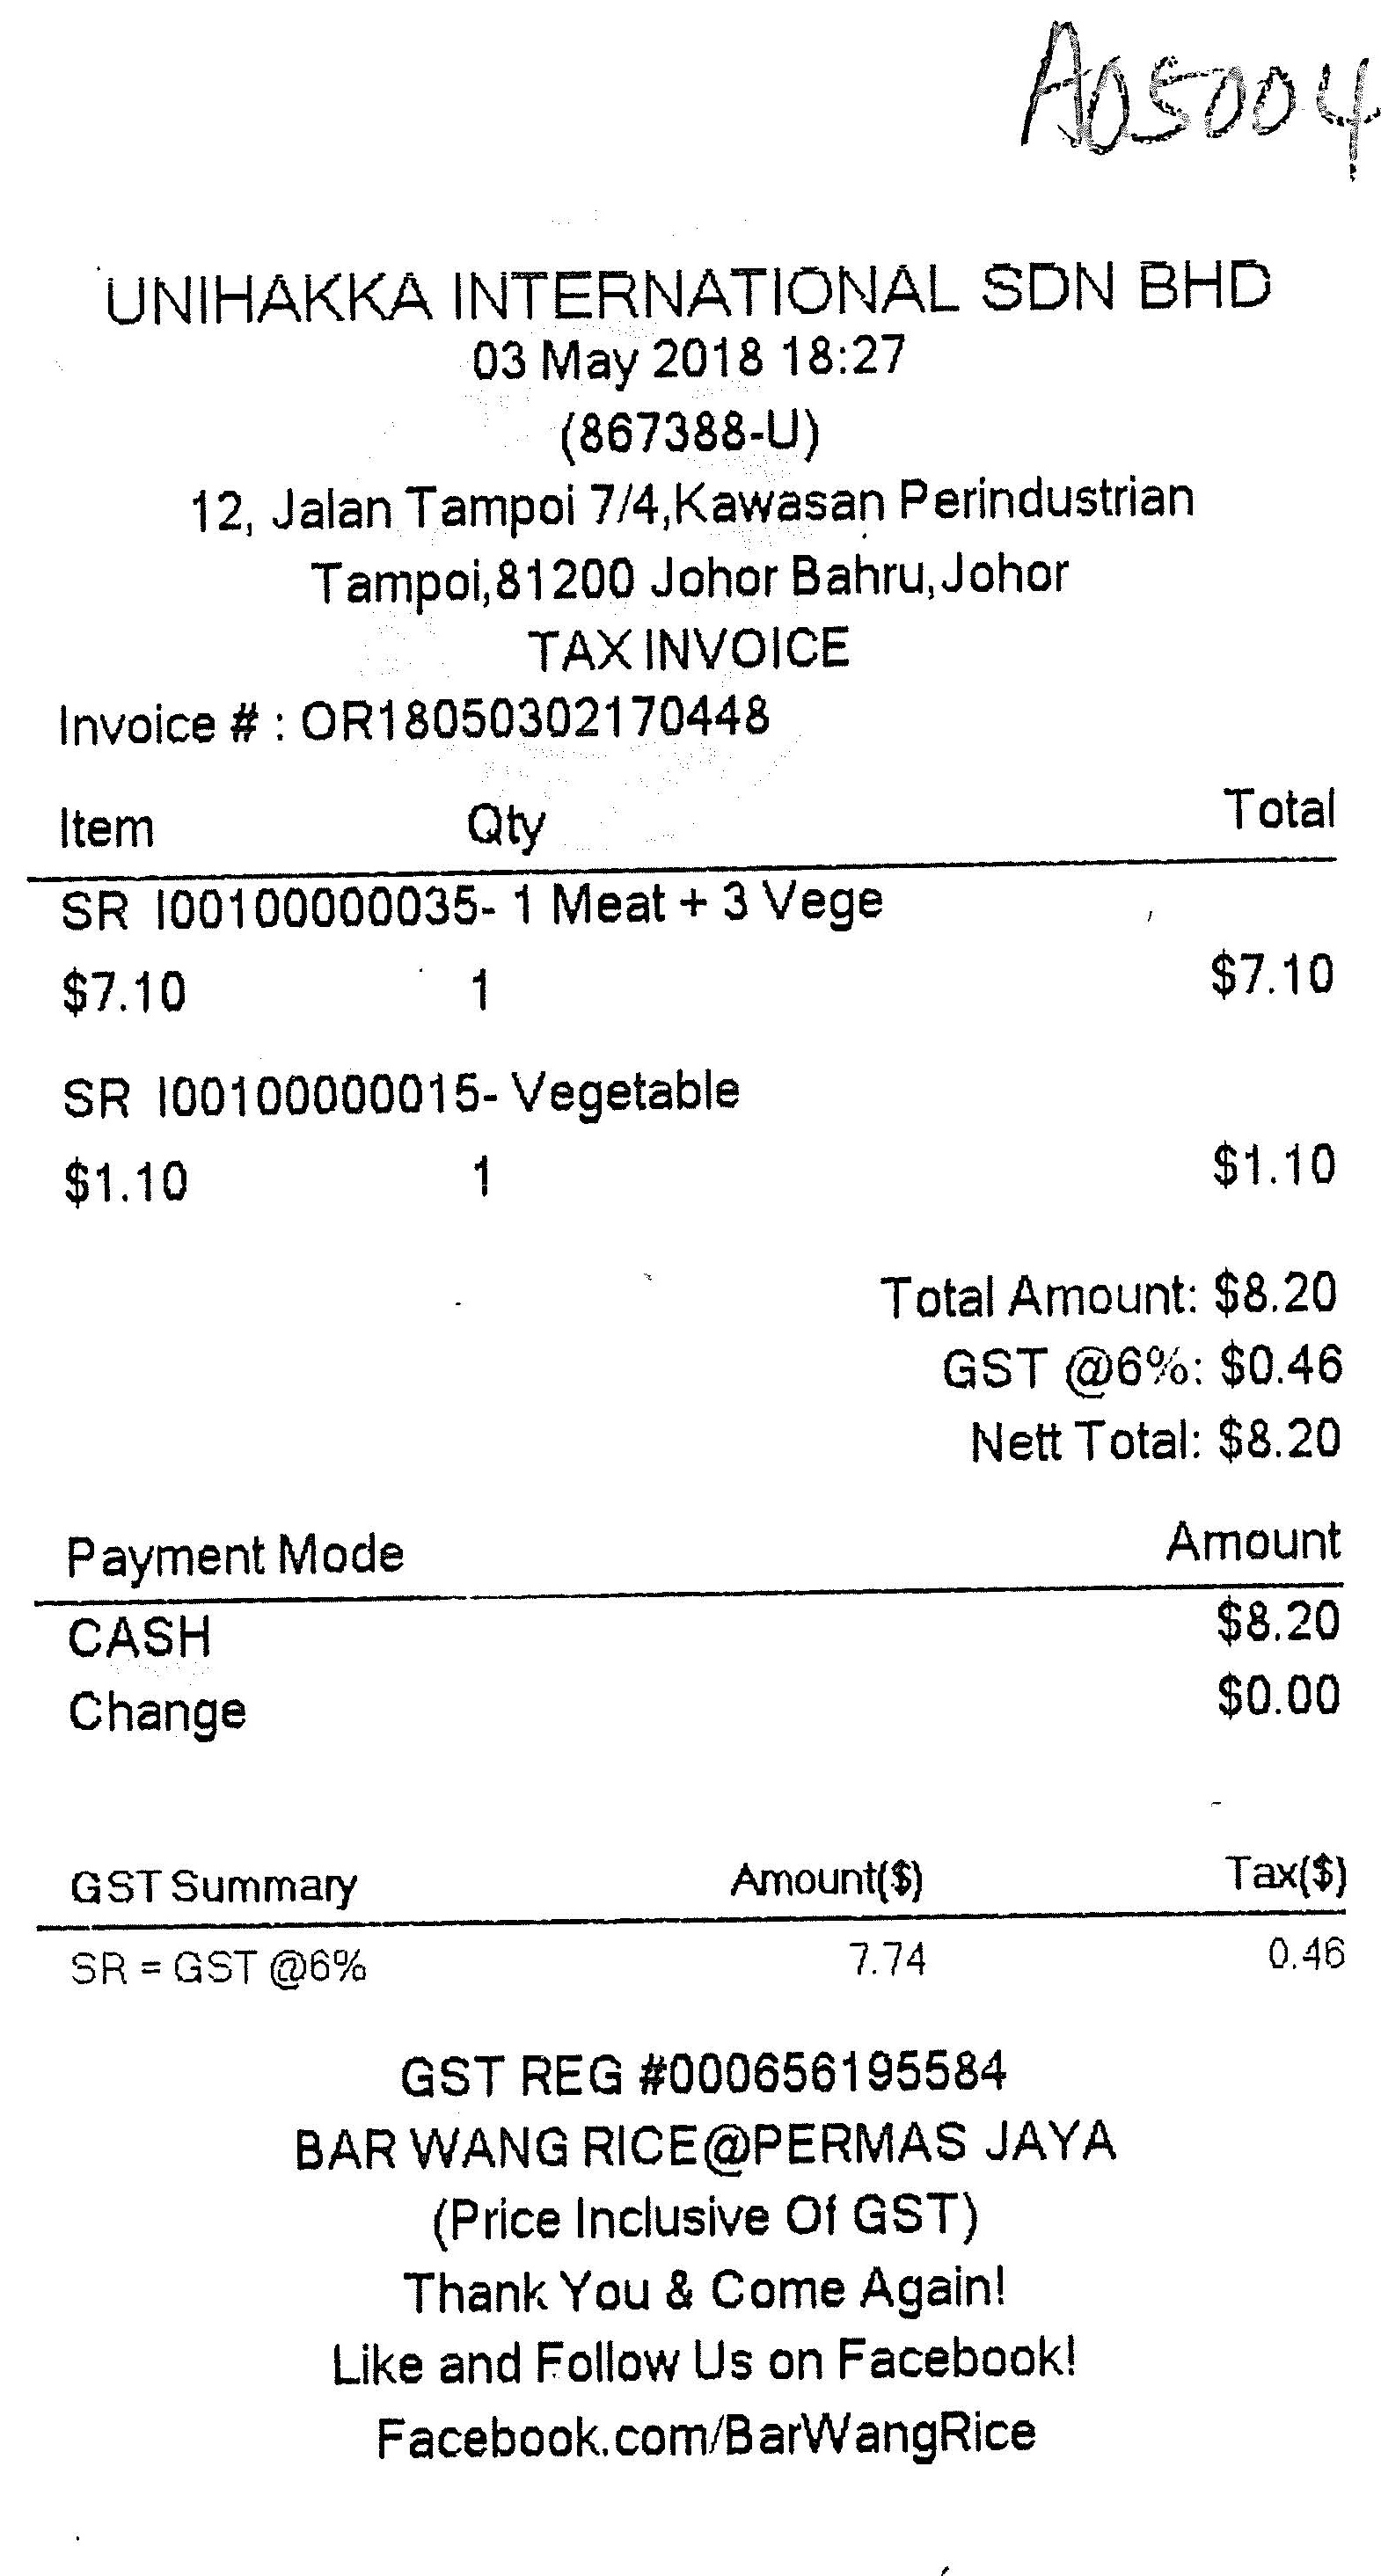 A05004
UNIHAKKA INTERNATIONAL SDN BHD
03 May 2018 18:27
(867388-U)
12, Jalan Tampoi 7/4,Kawasan Perindustrian
Tampoi,81200 Johor Bahru,Johor
TAX INVOICE
Invoice # : OR18050302170448
Item Qty Total
SR I00100000035- 1 Meat + 3 Vege
$7.10 1 $7.10
SR I00100000015- Vegetable
$1.10 1 $1.10
Total Amount: $8.20
GST @6%: $0.46
Nett Total: $8.20
Payment Mode Amount
CASH $8.20
Change $0.00
GST Summary Amount($) Tax($)
SR = GST @6% 7.74 0.46
GST REG #000656195584
BAR WANG RICE@PERMAS JAYA
(Price Inclusive Of GST)
Thank You & Come Again!
Like and Follow Us on Facebook!
Facebook.com/BarWangRice